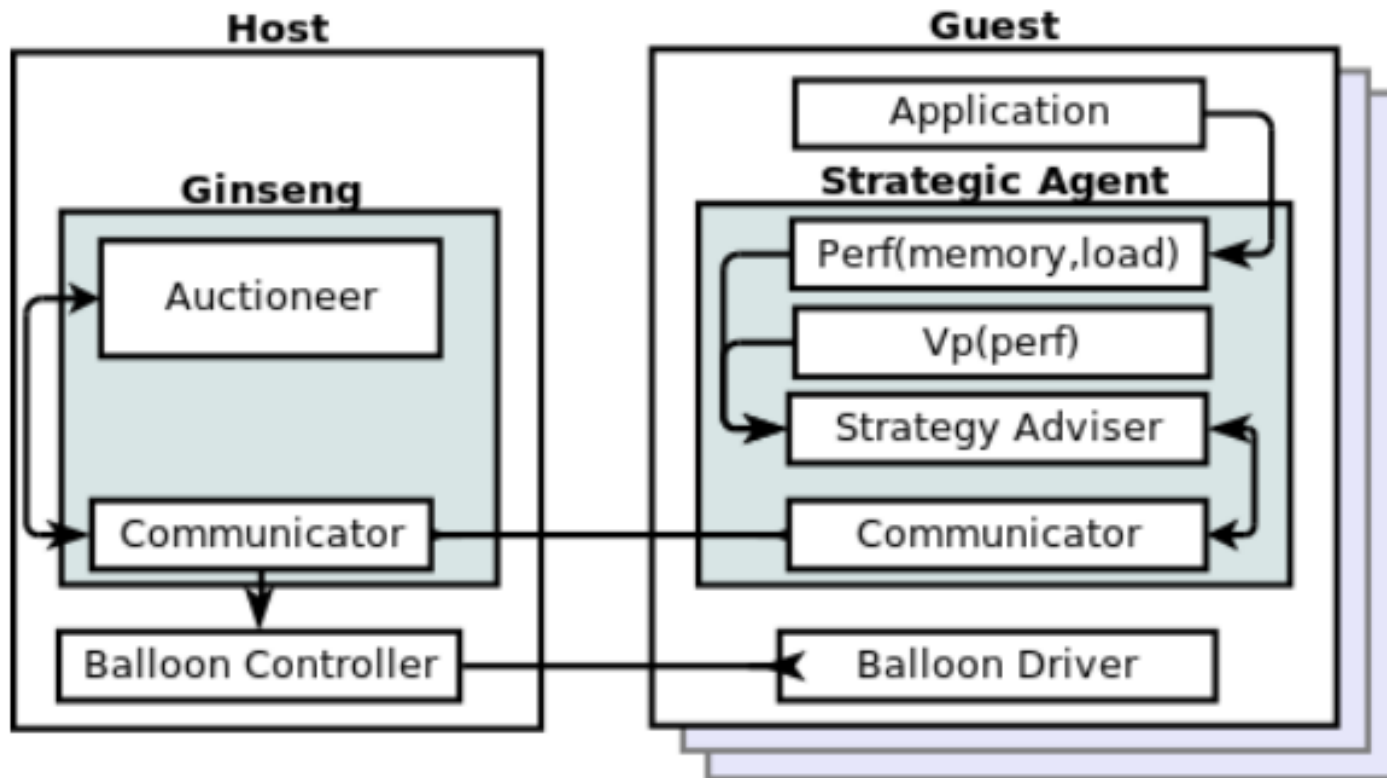 Host
Ginseng
Auctioneer
Communicator
Balloon Controller
Guest
Application
Strategic Agent
Perf(memory,load)
Vp(perf)
Strategy Adviser
Communicator
Balloon Driver